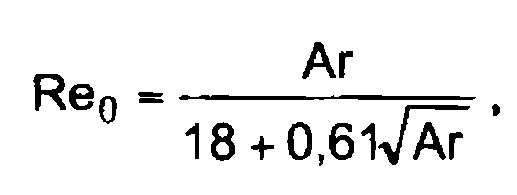 Re₀ = Ar / (18 + 0,61√Ar) ,